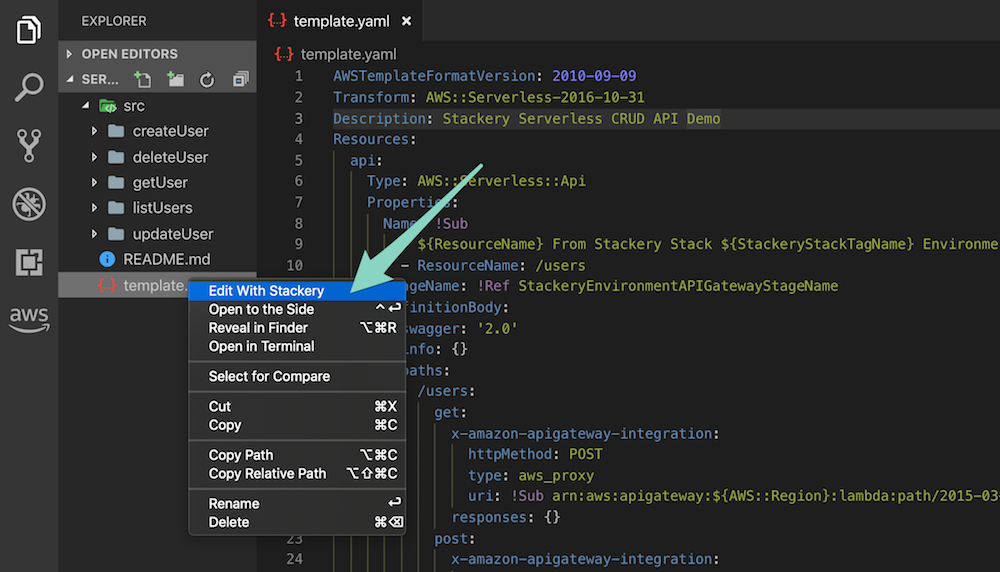 EXPLORER
OPEN EDITORS
SER...
src
createUser
deleteUser
getUser
listUsers
updateUser
README.md
template.
aws
template.yaml
template.yaml
1 AWSTemplateFormatVersion: 2010-09-09
2 Transform: AWS::Serverless-2016-10-31
3 Description: Stackery Serverless CRUD API Demo
4 Resources:
5 api:
6 Type: AWS::Serverless::Api
7 Properties:
8 Name: !Sub
9 ${ResourceName} From Stackery Stack ${StackeryStackTagName} Environme
10 - ResourceName: /users
ageName: !Ref StackeryEnvironmentAPIGatewayStageName
finitionBody:
swagger: '2.0'
info: {}
paths:
/users:
get:
x-amazon-apigateway-integration:
httpMethod: POST
type: aws_proxy
uri: !Sub arn:aws:apigateway:${AWS::Region}:lambda:path/2015-03
responses: {}
23 post:
24 x-amazon-apigateway-integration:
Edit With Stackery
Open to the Side ^↩
Reveal in Finder ⌥⌘R
Open in Terminal
Select for Compare
Cut ⌘X
Copy ⌘C
Copy Path ⌥⌘C
Copy Relative Path ⌥⇧⌘C
Rename ↩
Delete ⌘⌫